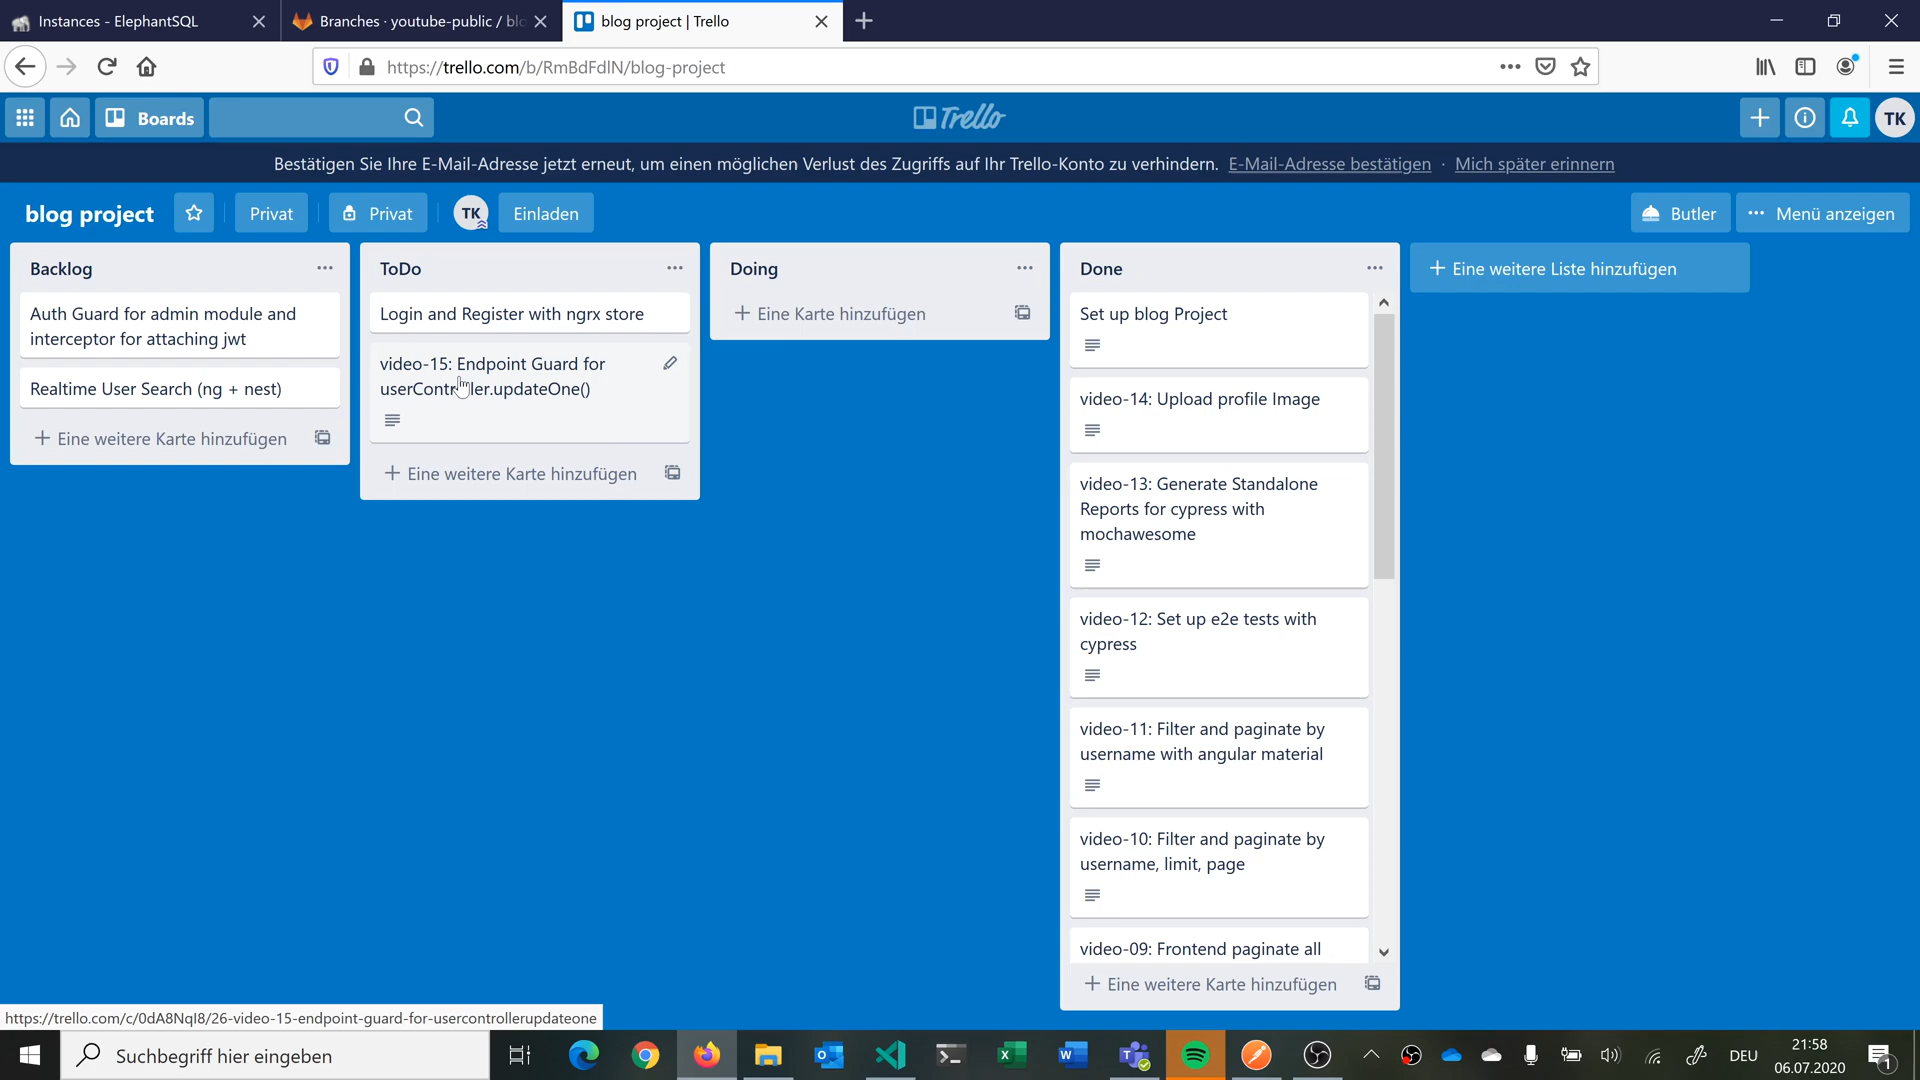 Instances - ElephantSQL
Branches · youtube-public / blo
blog project | Trello
https://trello.com/b/RmBdFdlN/blog-project
Boards
Trello
TK
Bestätigen Sie Ihre E-Mail-Adresse jetzt erneut, um einen möglichen Verlust des Zugriffs auf Ihr Trello-Konto zu verhindern. E-Mail-Adresse bestätigen · Mich später erinnern
blog project
Privat
Privat
TK
Einladen
Butler
Menü anzeigen
Backlog
Auth Guard for admin module and
interceptor for attaching jwt
Realtime User Search (ng + nest)
Eine weitere Karte hinzufügen
ToDo
Login and Register with ngrx store
video-15: Endpoint Guard for
userController.updateOne()
Eine weitere Karte hinzufügen
Doing
Eine Karte hinzufügen
Done
Set up blog Project
video-14: Upload profile Image
video-13: Generate Standalone
Reports for cypress with
mochawesome
video-12: Set up e2e tests with
cypress
video-11: Filter and paginate by
username with angular material
video-10: Filter and paginate by
username, limit, page
video-09: Frontend paginate all
Eine weitere Karte hinzufügen
Eine weitere Liste hinzufügen
https://trello.com/c/0dA8NqI8/26-video-15-endpoint-guard-for-usercontrollerupdateone
Suchbegriff hier eingeben
DEU
21:58
06.07.2020
1